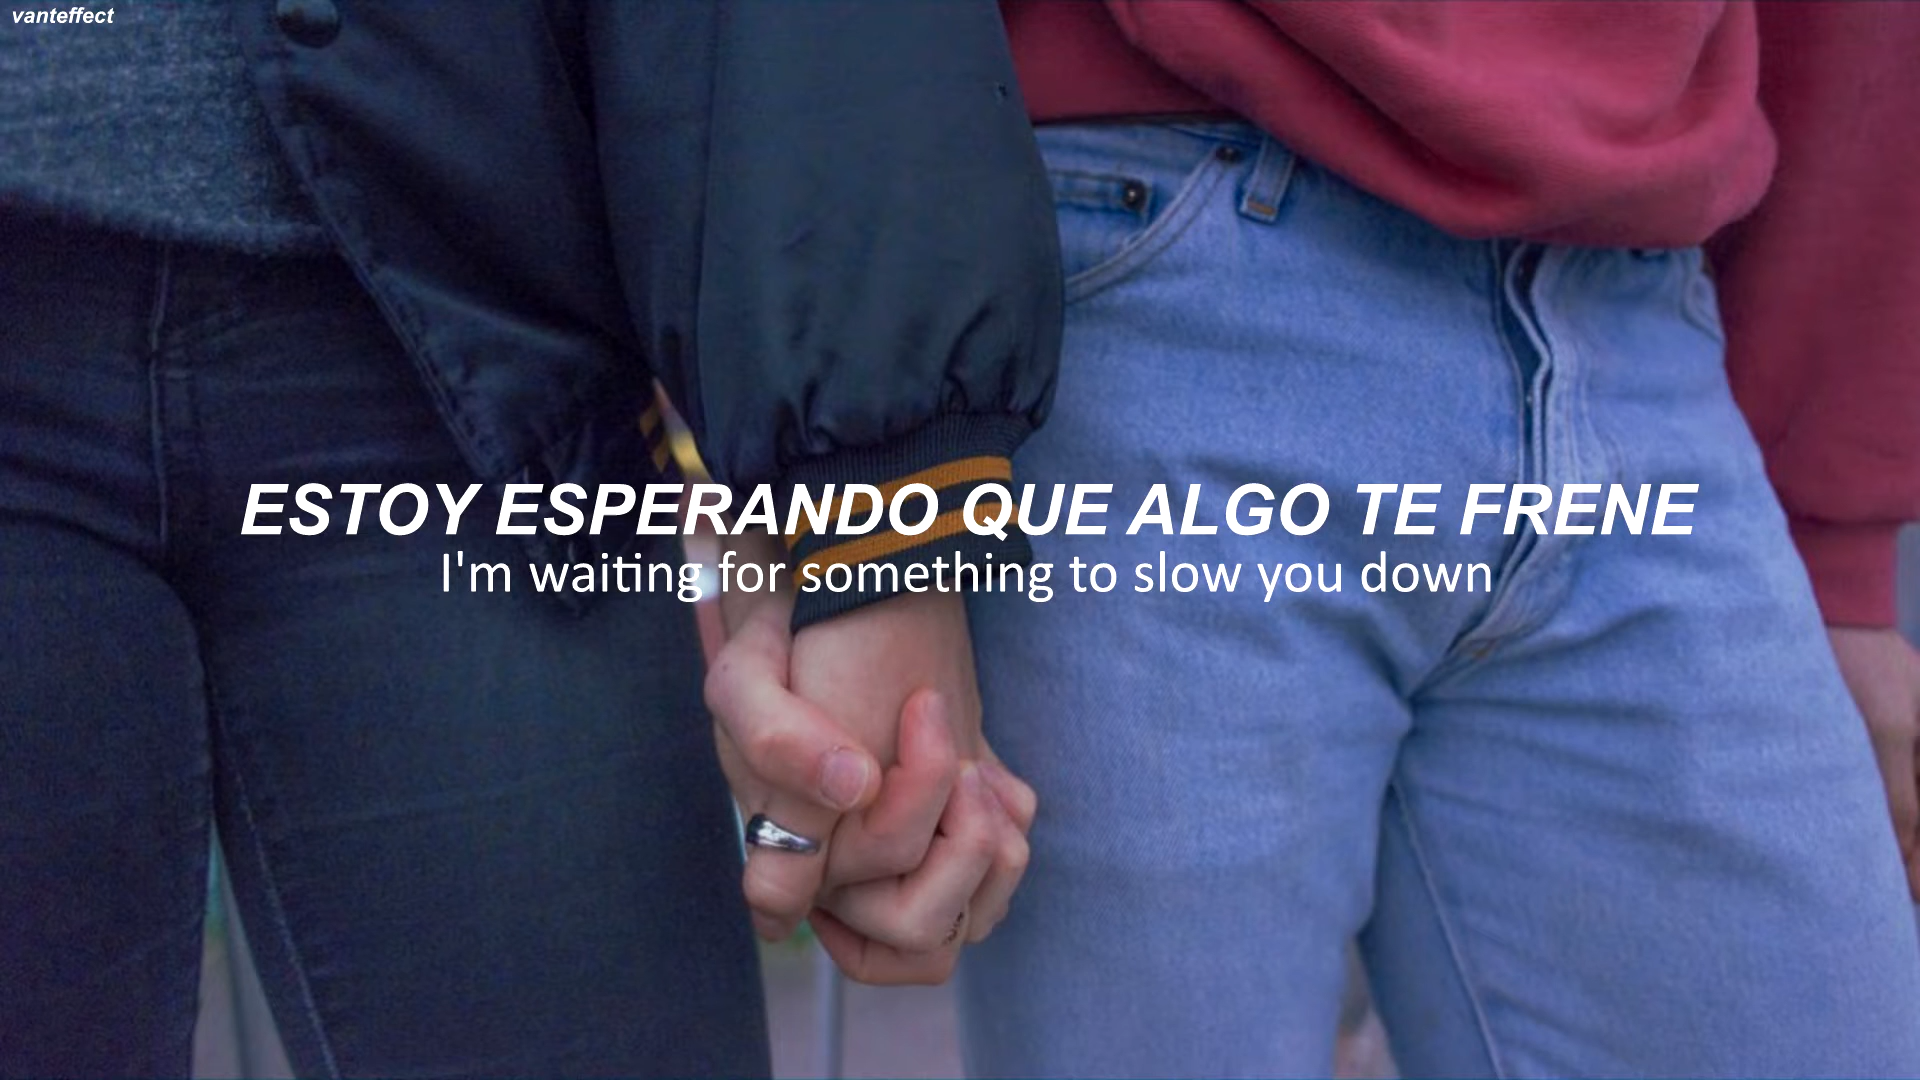 vanteffect
ESTOY ESPERANDO QUE ALGO TE FRENE
I'm waiting for something to slow you down